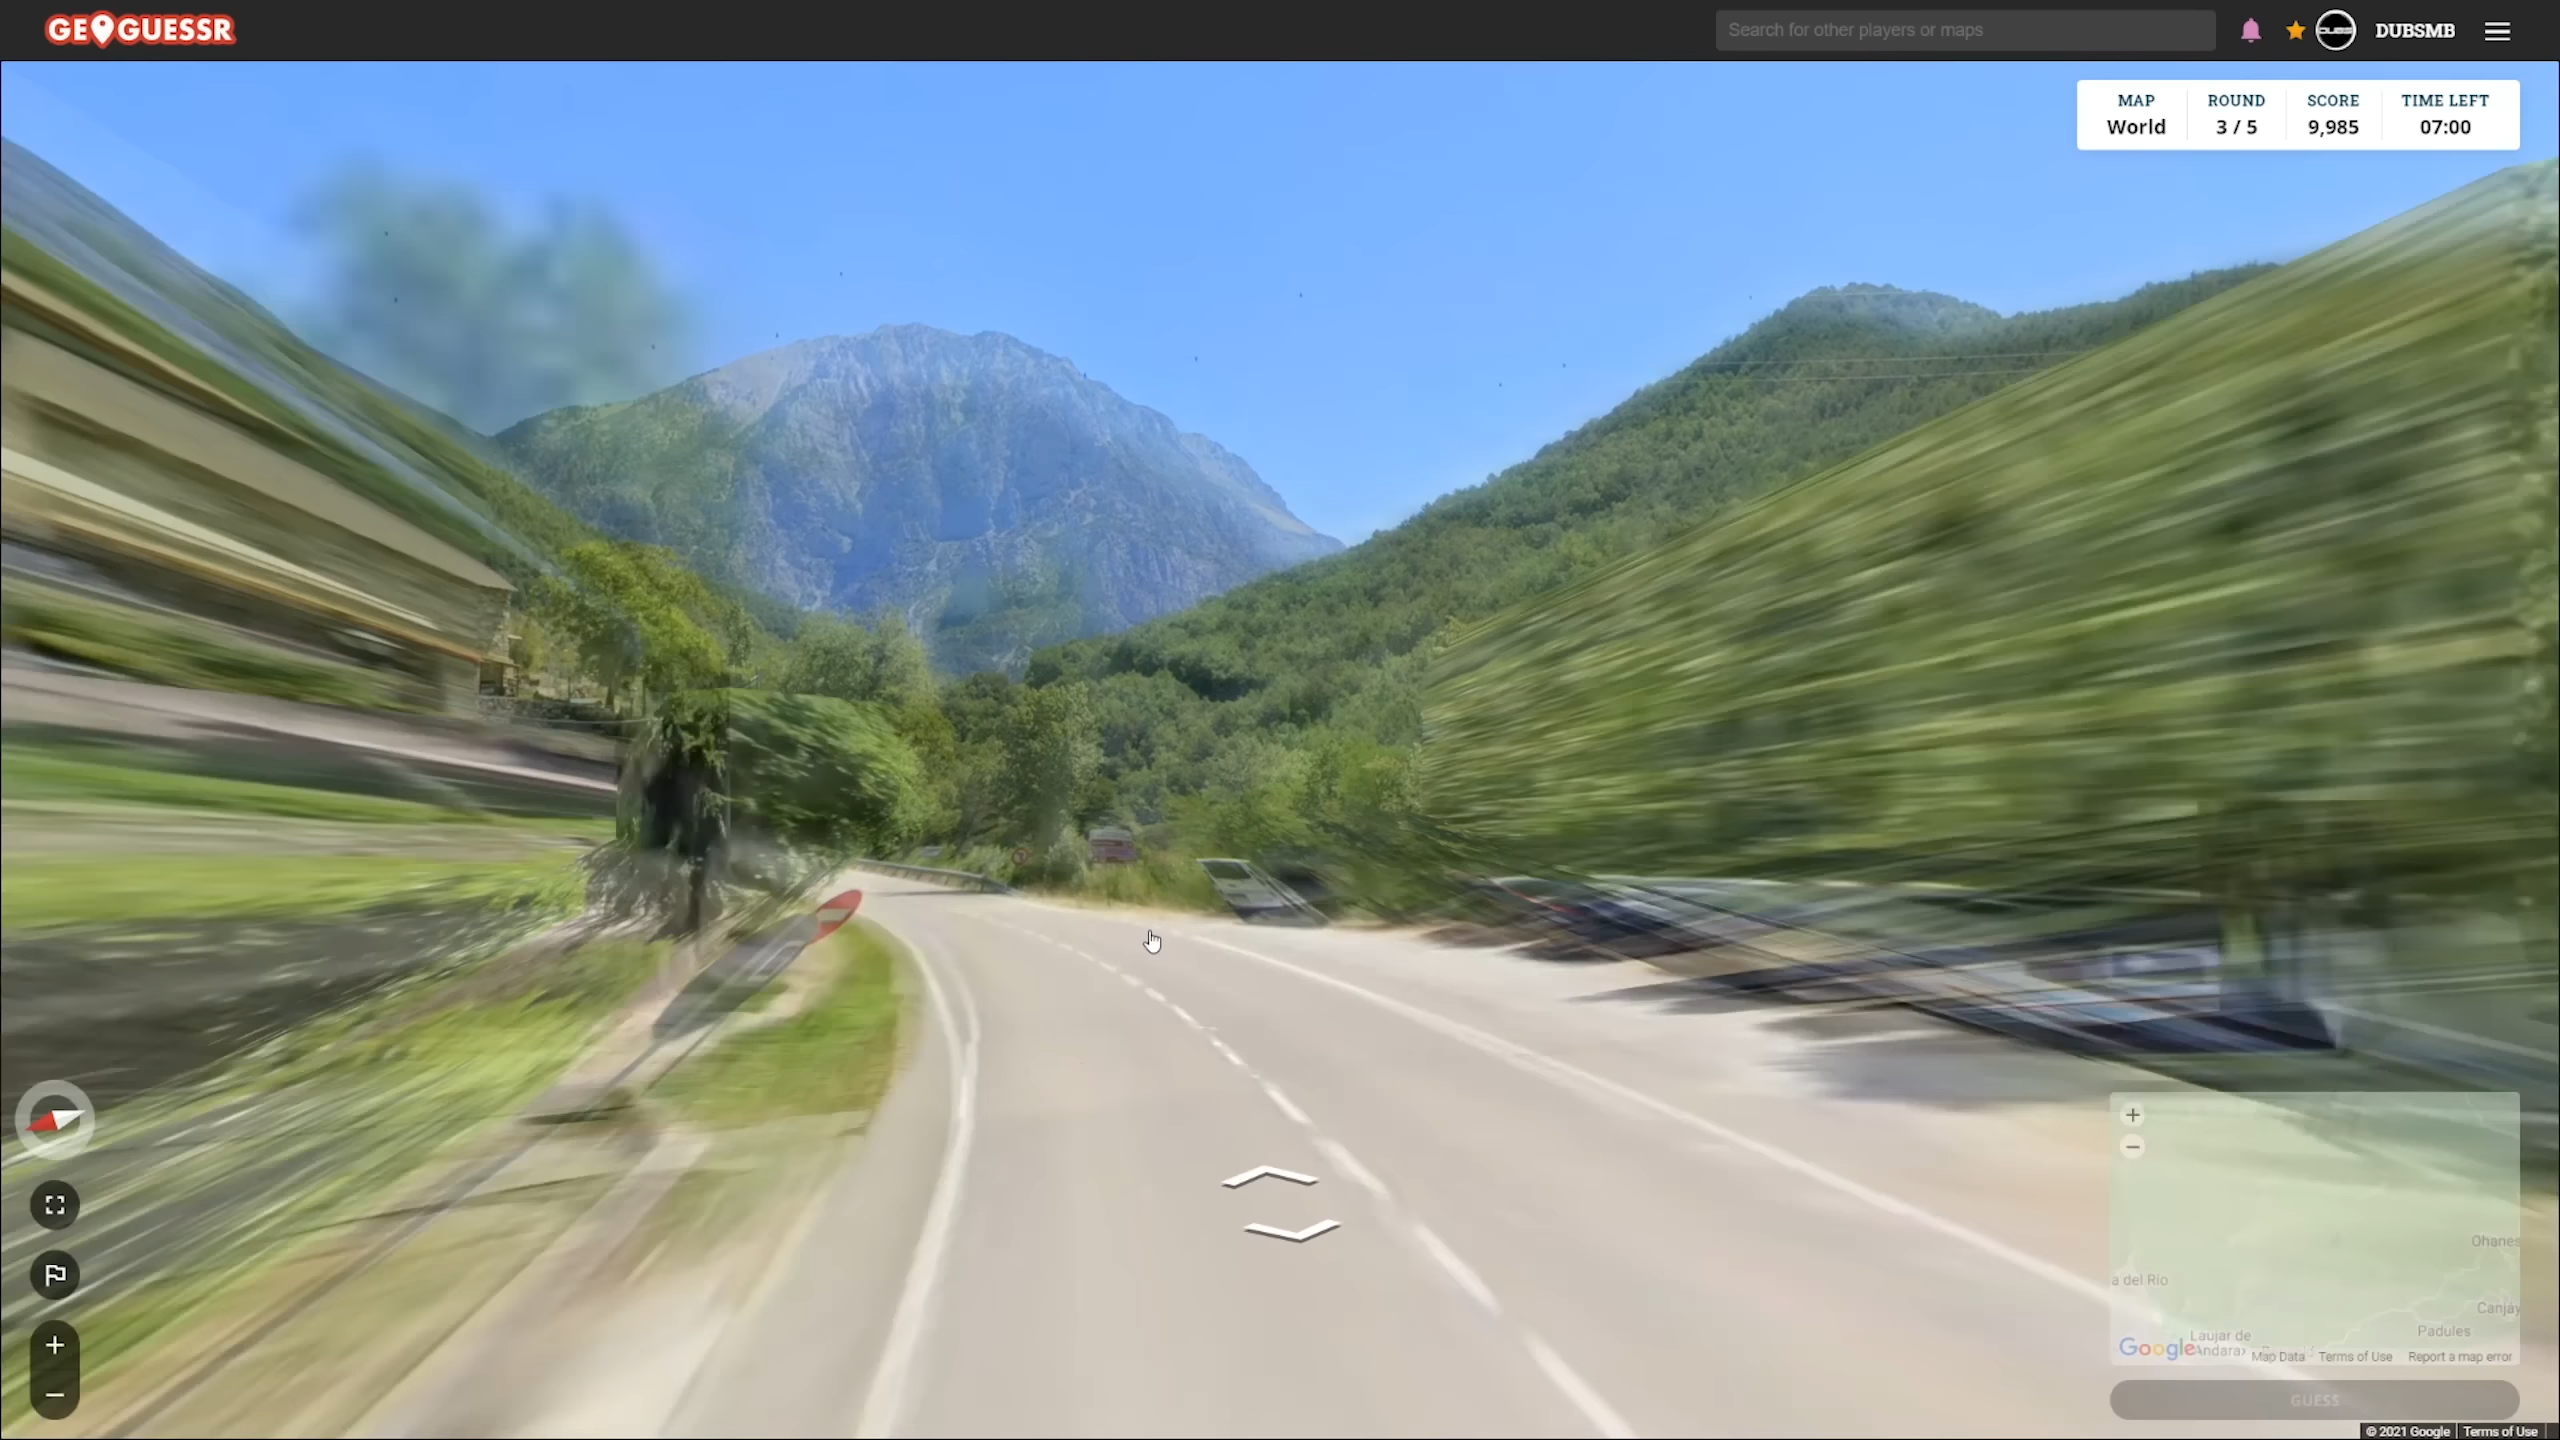 GEOGUESSR
Search for other players or maps
DUBS
DUBSMB
MAP ROUND SCORE TIME LEFT
World 3 / 5 9,985 07:00
Ohanes
a del Río
Canjáy
Padules
Laujar de
Andarax
Google
Map Data Terms of Use Report a map error
GUESS
© 2021 Google Terms of Use